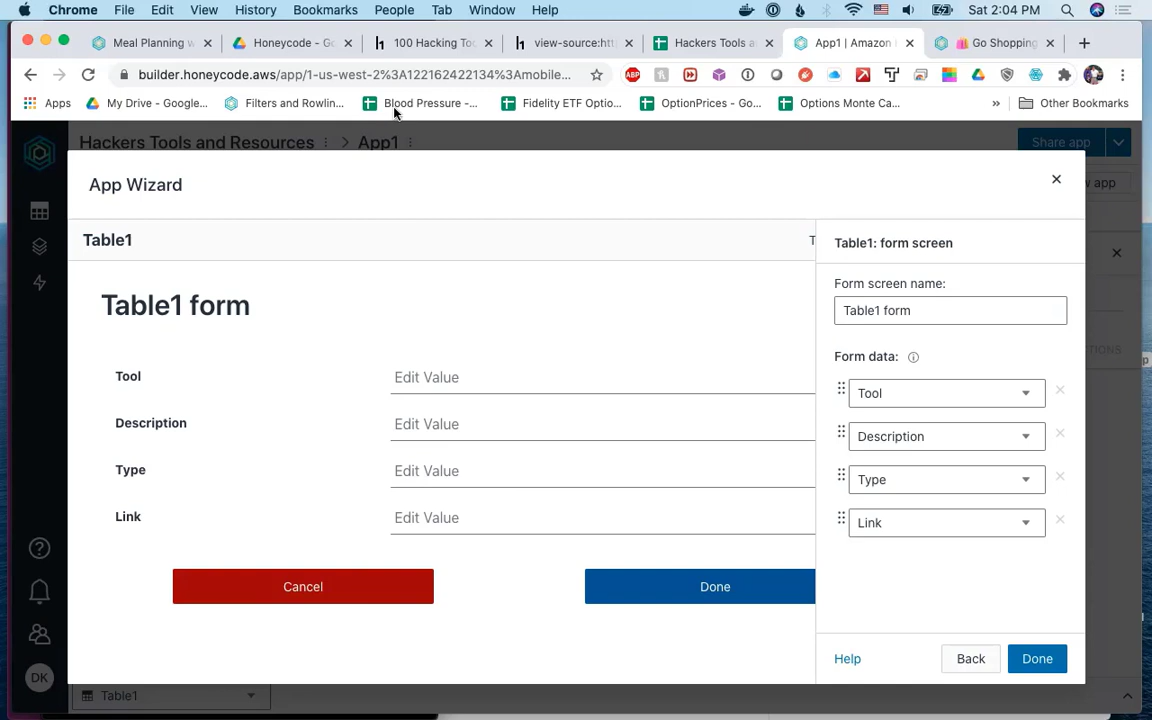 Chrome File Edit View History Bookmarks People Tab Window Help Sat 2:04 PM
Meal Planning w Honeycode - Go 100 Hacking Too view-source:htt Hackers Tools a App1 | Amazon Go Shopping
builder.honeycode.aws/app/1-us-west-2%3A122162422134%3Amobile...
ABP
Apps My Drive - Google... Filters and Rowlin... Blood Pressure -... Fidelity ETF Optio... OptionPrices - Go... Options Monte Ca... » Other Bookmarks
Hackers Tools and Resources > App1 Share app
App Wizard
w app
Table1
T
Table1: form screen
Table1 form
Form screen name:
Table1 form
Form data:
Tool Edit Value
Tool
Description Edit Value
Description
Type Edit Value
Type
Link Edit Value
Link
Cancel Done
Help Back Done
DK
Table1